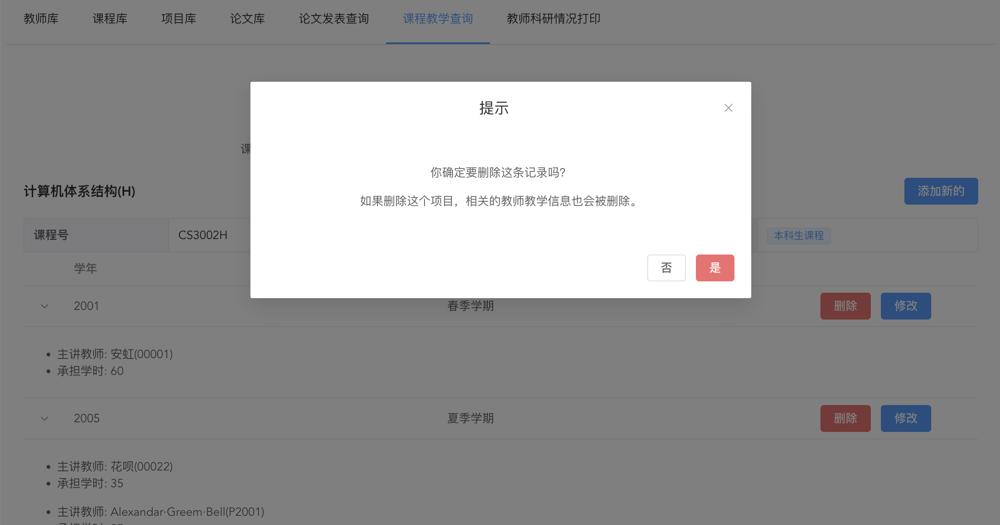 教师库 课程库 项目库 论文库 论文发表查询 课程教学查询 教师科研情况打印
提示
课
你确定要删除这条记录吗?
如果删除这个项目，相关的教师教学信息也会被删除。
计算机体系结构(H) 添加新的
课程号 CS3002H 本科生课程
否 是
学年
2001 春季学期 删除 修改
主讲教师: 安虹(00001)
承担学时: 60
2005 夏季学期 删除 修改
主讲教师: 花呗(00022)
承担学时: 35
主讲教师: Alexandar·Greem·Bell(P2001)